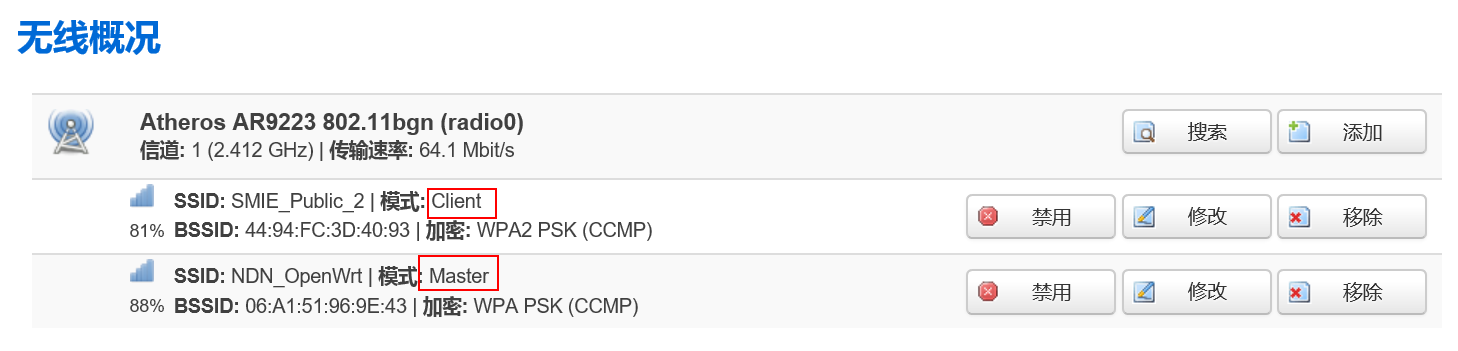 无线概况
Atheros AR9223 802.11bgn (radio0)
信道: 1 (2.412 GHz) | 传输速率: 64.1 Mbit/s
搜索
添加
SSID: SMIE_Public_2 | 模式: Client
81% BSSID: 44:94:FC:3D:40:93 | 加密: WPA2 PSK (CCMP)
禁用
修改
移除
SSID: NDN_OpenWrt | 模式: Master
88% BSSID: 06:A1:51:96:9E:43 | 加密: WPA PSK (CCMP)
禁用
修改
移除